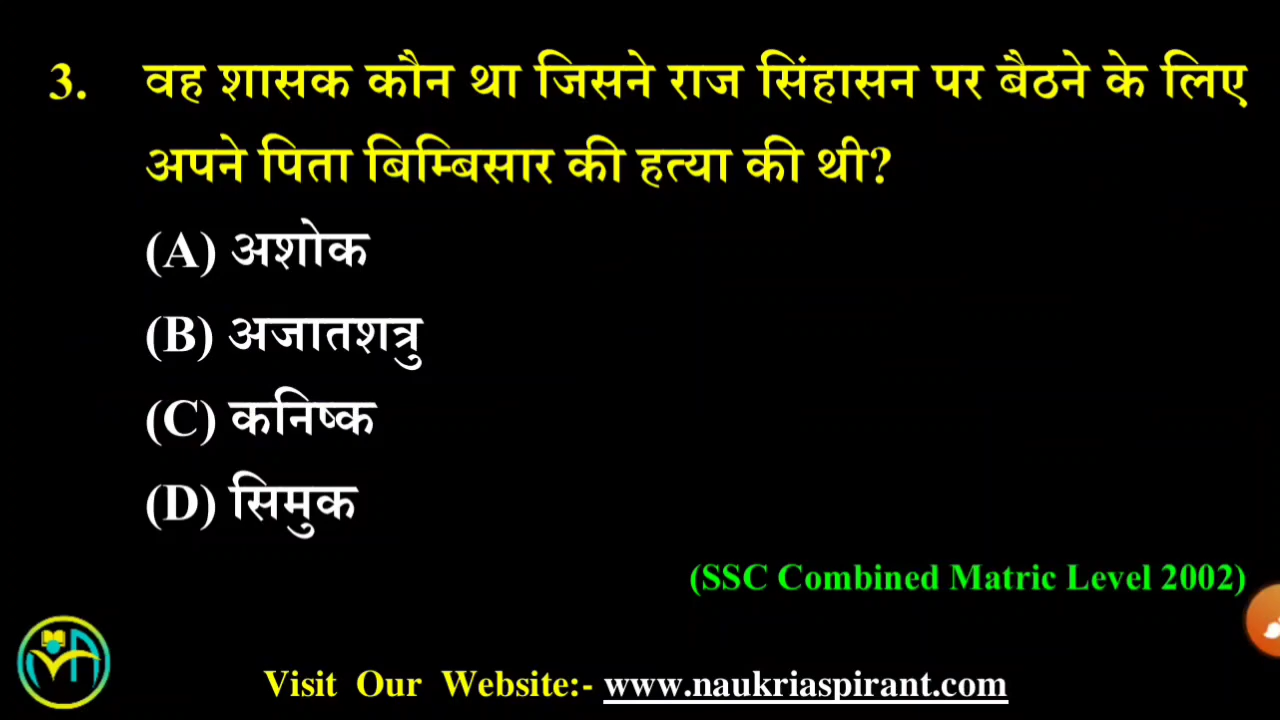 3. वह शासक कौन था जिसने राज सिंहासन पर बैठने के लिए
अपने पिता बिम्बिसार की हत्या की थी?
(A) अशोक
(B) अजातशत्रु
(C) कनिष्क
(D) सिमुक
(SSC Combined Matric Level 2002)
Visit Our Website:- www.naukriaspirant.com